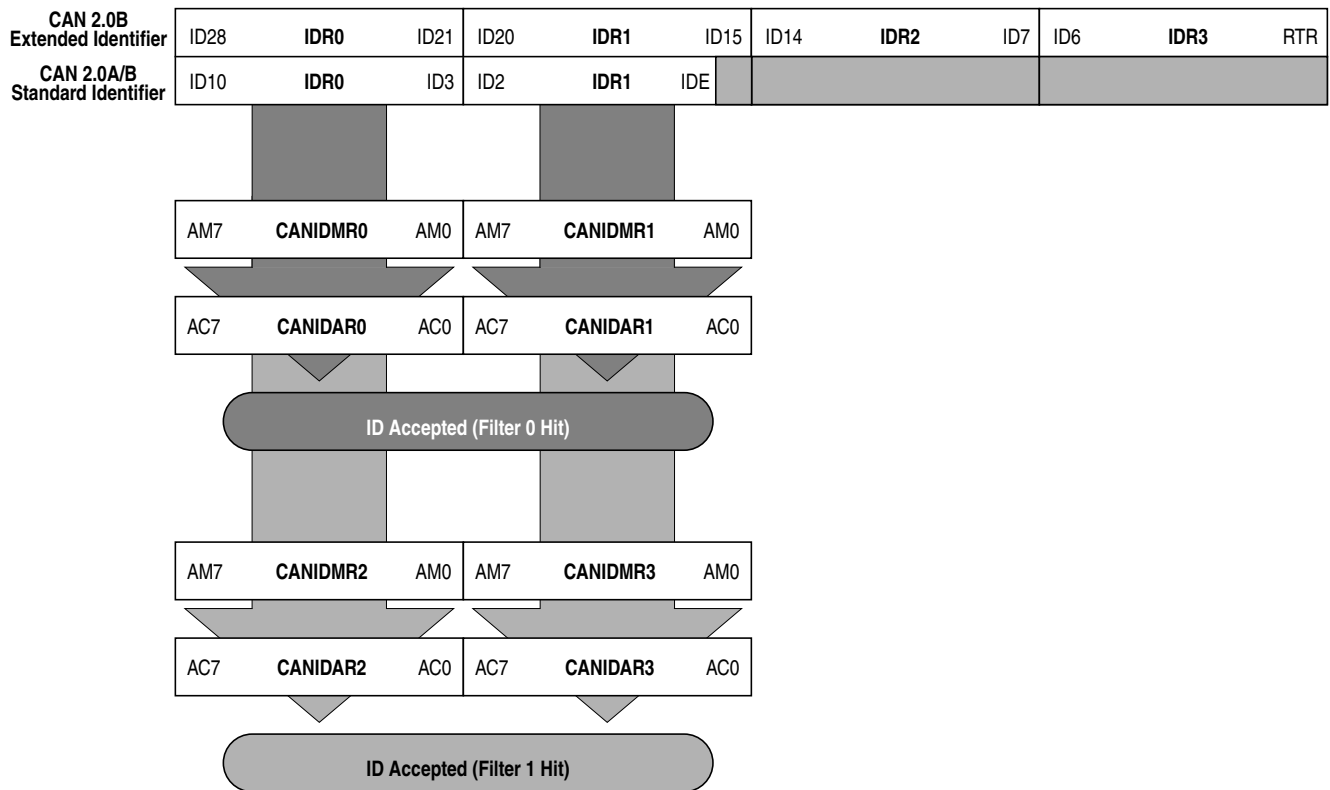 CAN 2.0B
Extended Identifier
ID28 IDR0 ID21 ID20 IDR1 ID15 ID14 IDR2 ID7 ID6 IDR3 RTR
CAN 2.0A/B
Standard Identifier
ID10 IDR0 ID3 ID2 IDR1 IDE
AM7 CANIDMR0 AM0 AM7 CANIDMR1 AM0
AC7 CANIDAR0 AC0 AC7 CANIDAR1 AC0
ID Accepted (Filter 0 Hit)
AM7 CANIDMR2 AM0 AM7 CANIDMR3 AM0
AC7 CANIDAR2 AC0 AC7 CANIDAR3 AC0
ID Accepted (Filter 1 Hit)